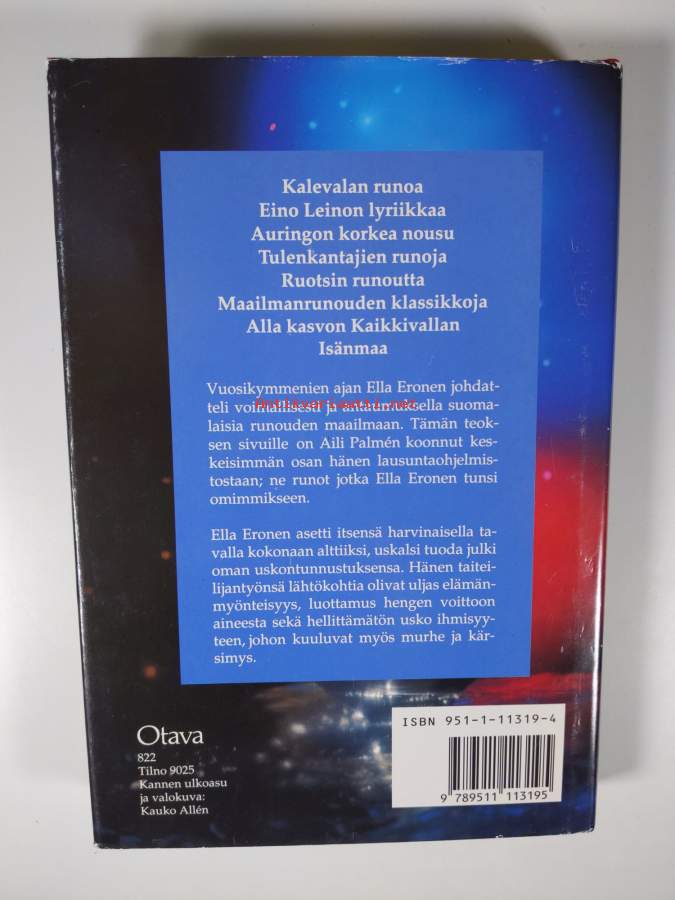 Kalevalan runoa
Eino Leinon lyriikkaa
Auringon korkea nousu
Tulenkantajien runoja
Ruotsin runoutta
Maailmanrunouden klassikkoja
Alla kasvon Kaikkivallan
Isänmaa
Vuosikymmenien ajan Ella Eronen johdat-
teli voimallisesti ja antaumuksella suoma-
Antikvariaatti.net
laisia runouden maailmaan. Tämän teok-
sen sivuille on Aili Palmén koonnut kes-
keisimmän osan hänen lausuntaohjelmis-
tostaan; ne runot jotka Ella Eronen tunsi
omimmikseen.
Ella Eronen asetti itsensä harvinaisella ta-
valla kokonaan alttiiksi, uskalsi tuoda julki
oman uskontunnustuksensa. Hänen taitei-
lijantyönsä lähtökohtia olivat uljas elämän-
myönteisyys, luottamus hengen voittoon
aineesta sekä hellittämätön usko ihmisyy-
teen, johon kuuluvat myös murhe ja kär-
simys.
ISBN 951-1-11319-4
9 789511 113195
Otava
822
Tilno 9025
Kannen ulkoasu
ja valokuva:
Kauko Allén